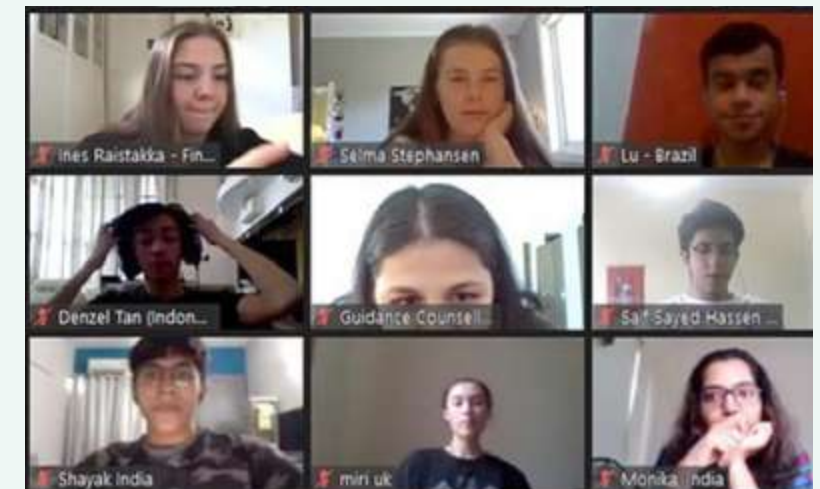 Ines Raistakka - Fin...
Selma Stephansen
Lu - Brazil
Denzel Tan (Indon...
Guidance Counsell...
Saif Sayed Hassen ...
Shayak India
miri uk
Monika India